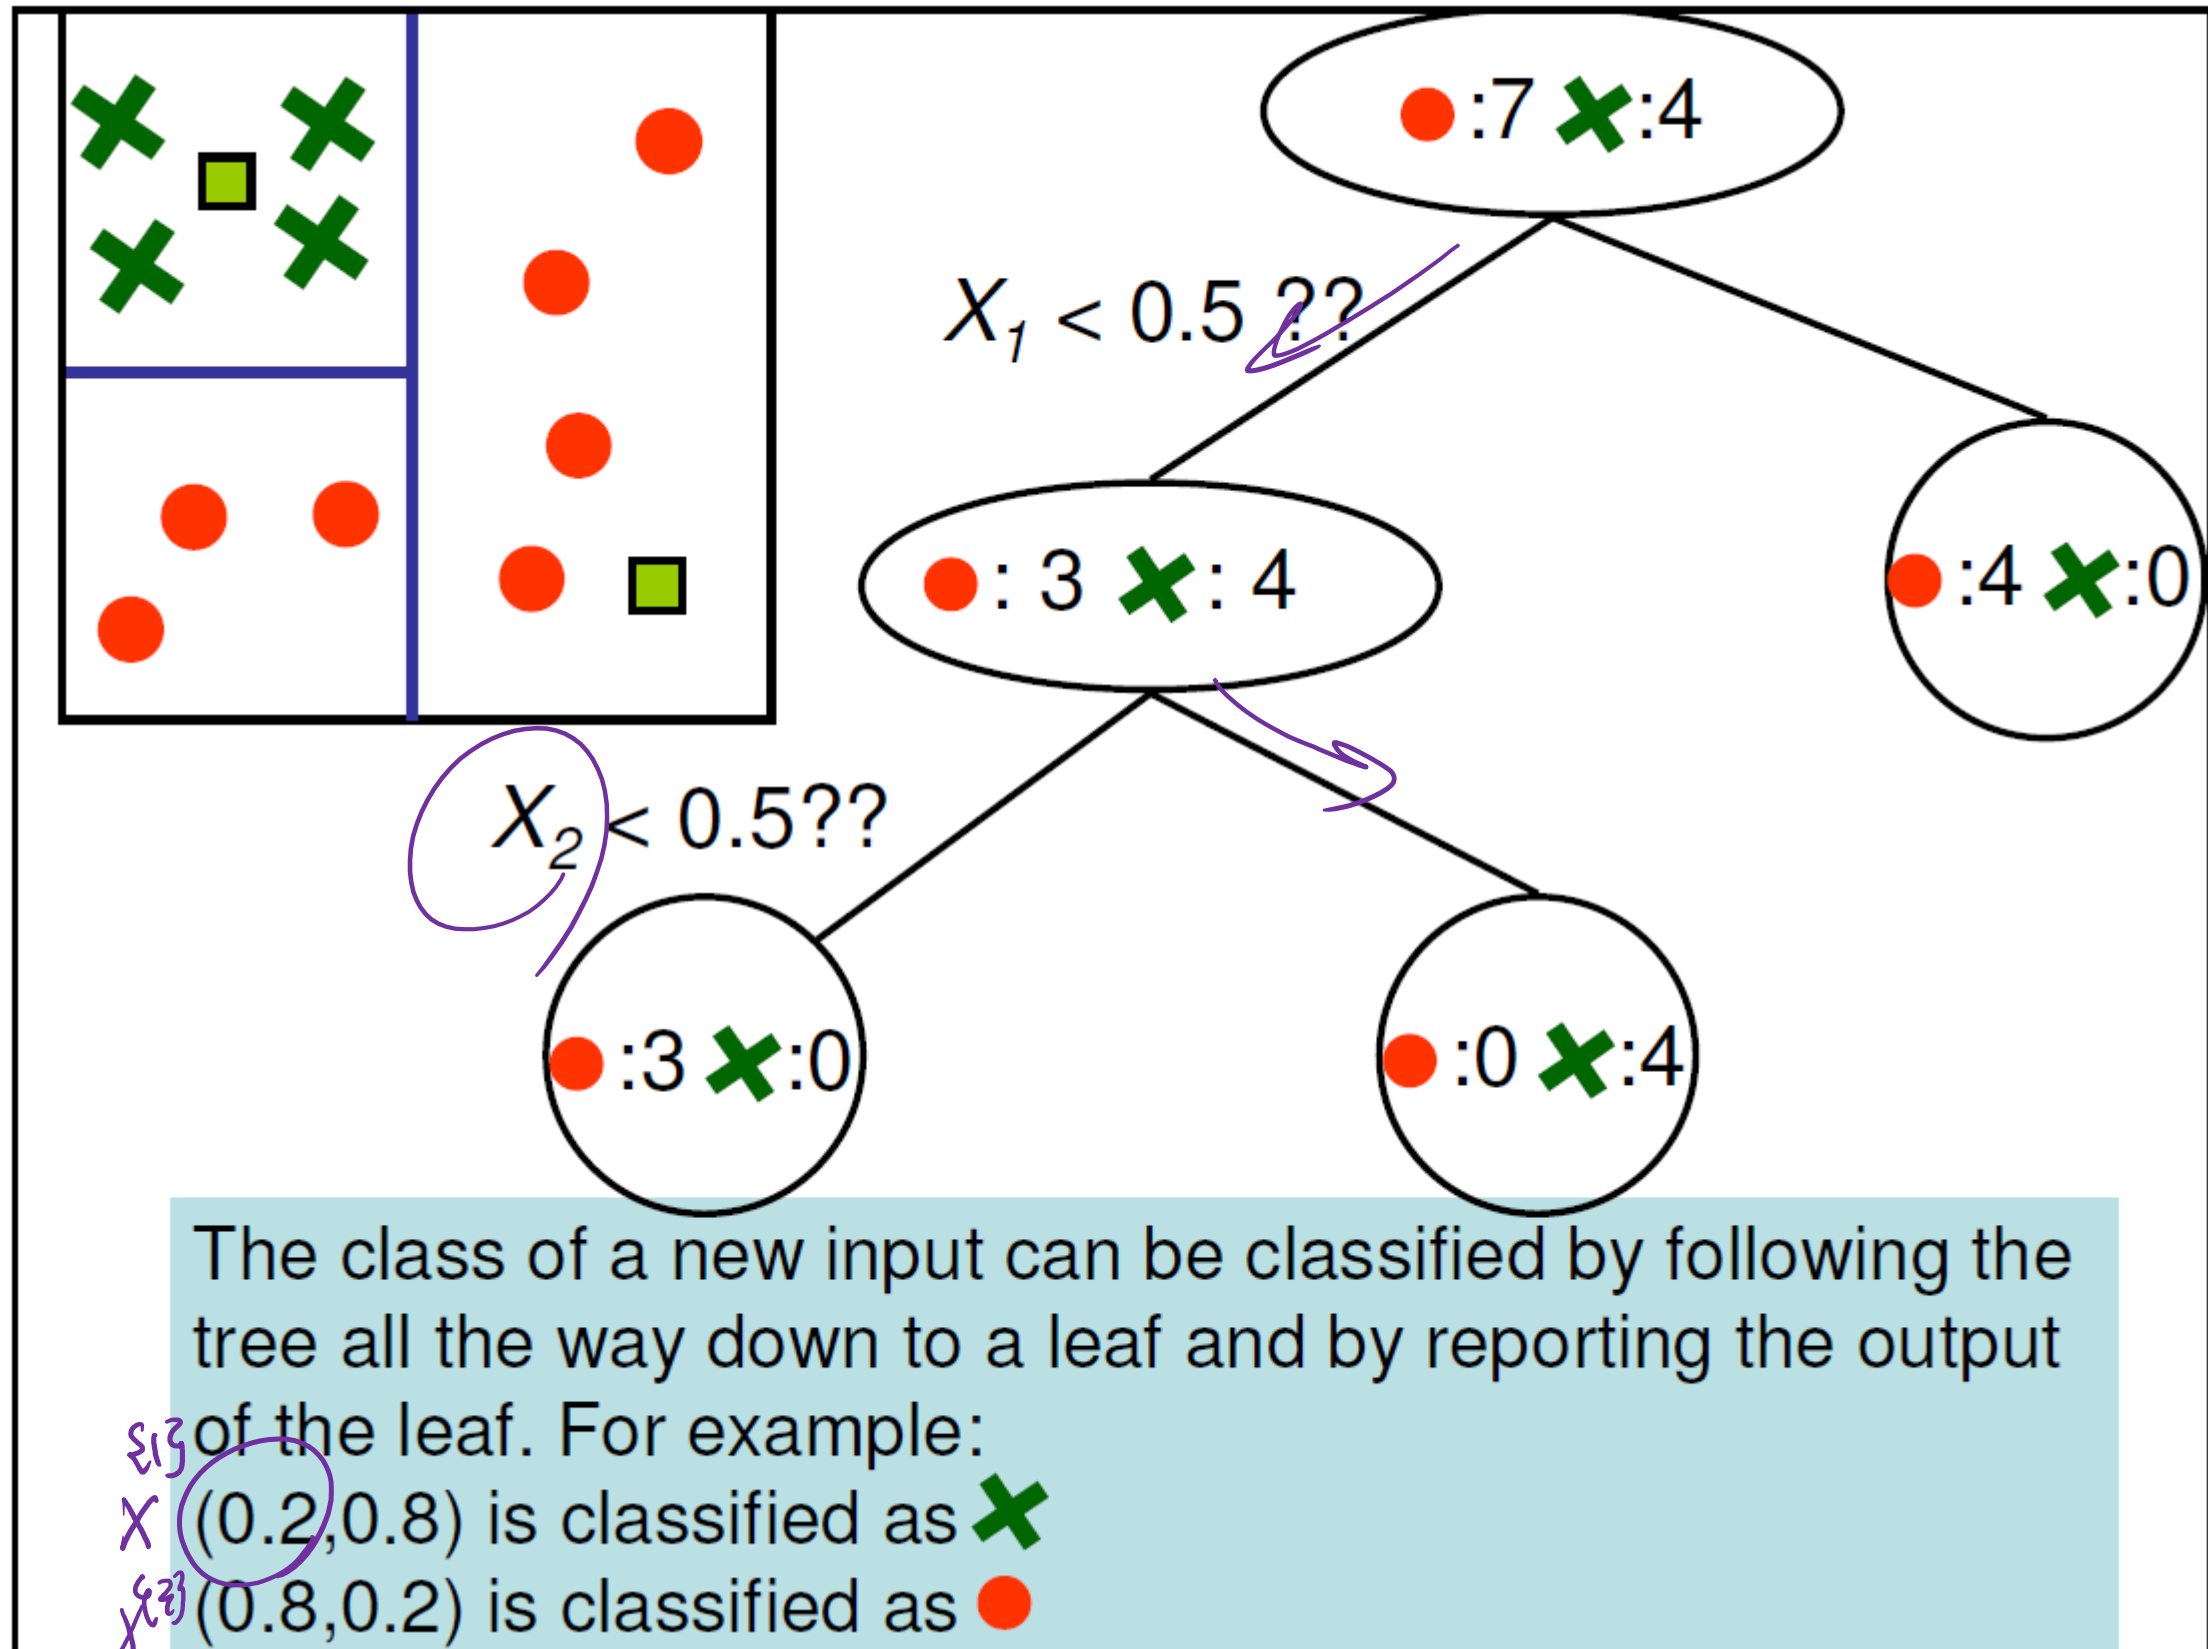 :7 :4
X1 < 0.5 ??
: 3 : 4
:4 :0
X2 < 0.5??
:3 :0
:0 :4
The class of a new input can be classified by following the
tree all the way down to a leaf and by reporting the output
of the leaf. For example:
{1}
X (0.2,0.8) is classified as
X{2} (0.8,0.2) is classified as